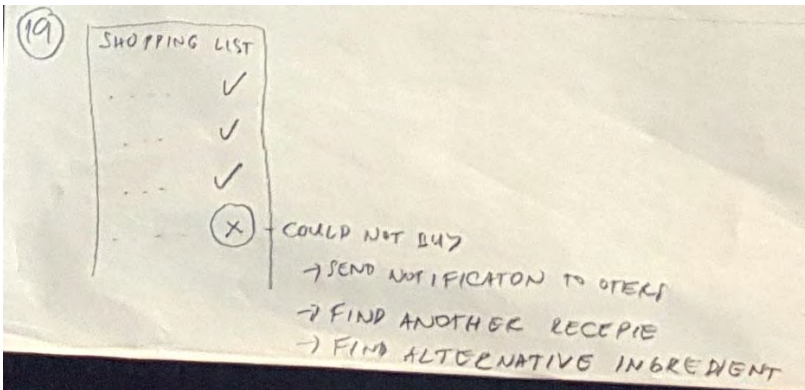 19
SHOPPING LIST
..... ✓
... ✓
... ✓
. ... X - COULD NOT BUY
→ SEND NOTIFICATON TO OTERS
→ FIND ANOTHER RECEPIE
→ FIND ALTERNATIVE INGREDIENT